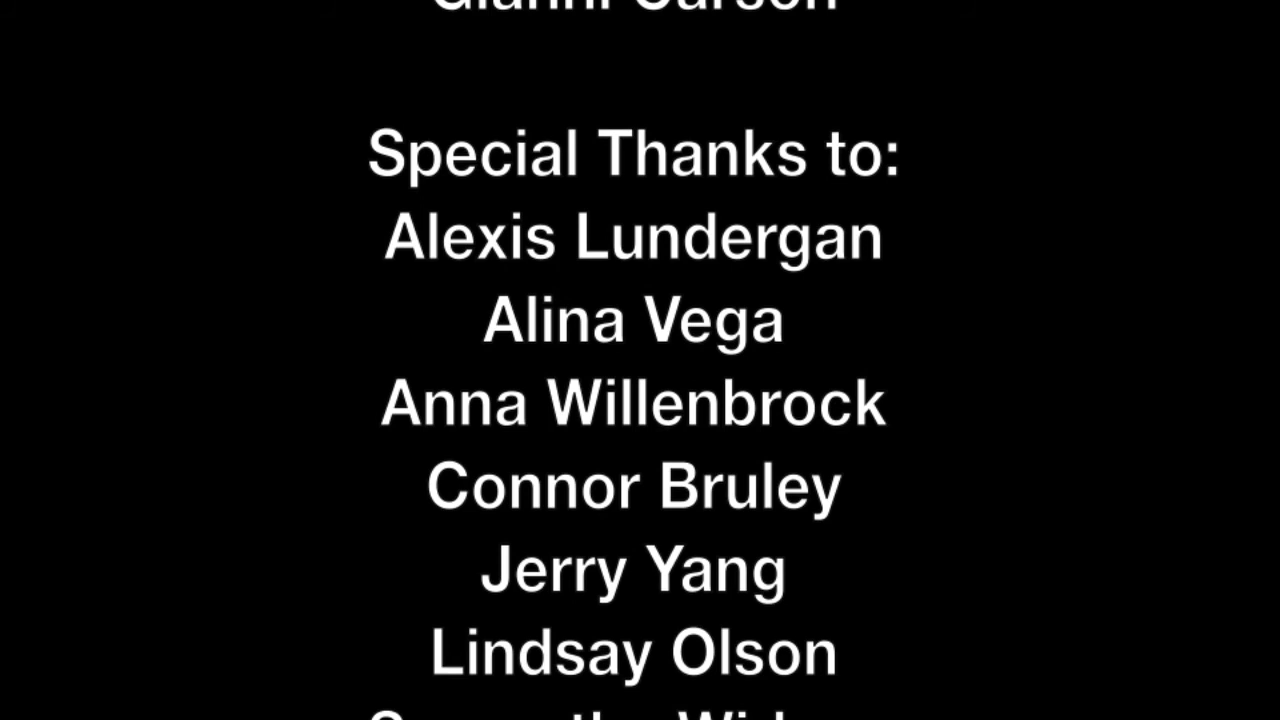 Special Thanks to:
Alexis Lundergan
Alina Vega
Anna Willenbrock
Connor Bruley
Jerry Yang
Lindsay Olson